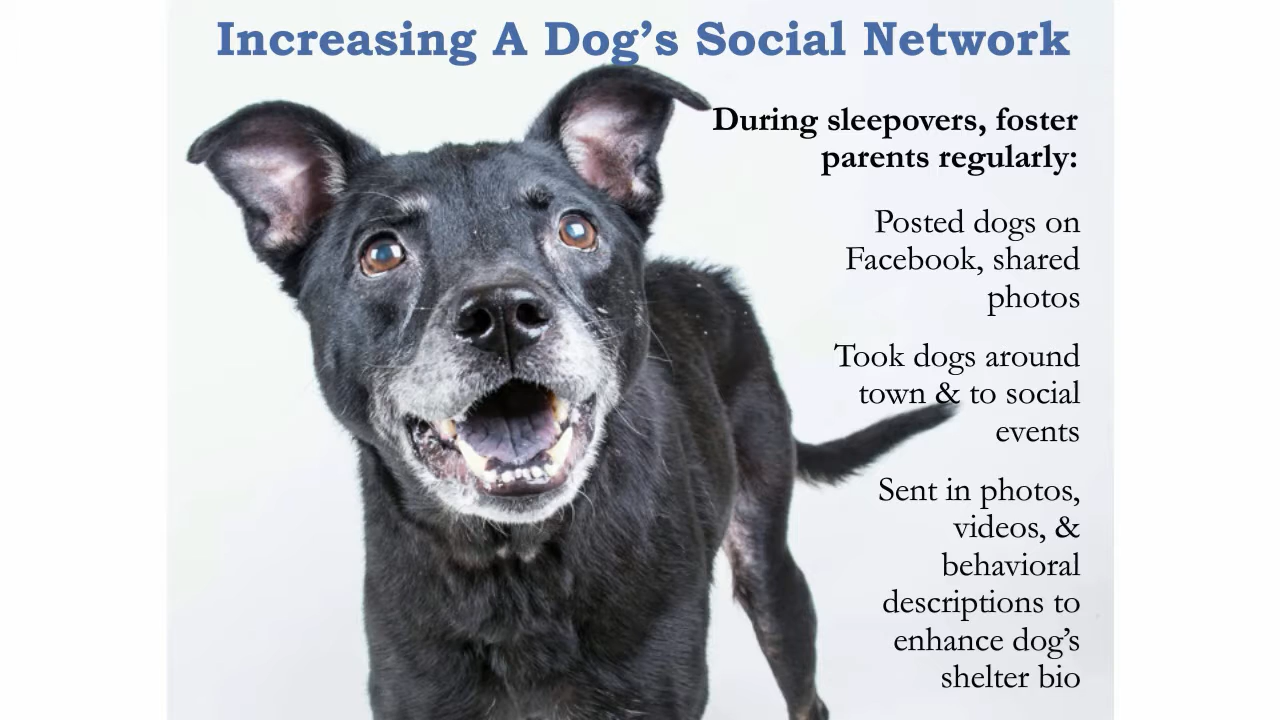 Increasing A Dog’s Social Network
During sleepovers, foster
parents regularly:
Posted dogs on
Facebook, shared
photos
Took dogs around
town & to social
events
Sent in photos,
videos, &
behavioral
descriptions to
enhance dog’s
shelter bio